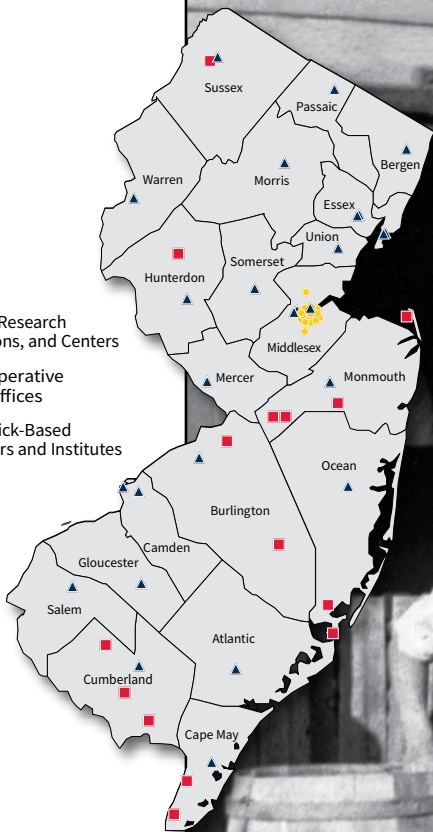 Sussex
Passaic
Bergen
Warren
Morris
Essex
Union
Somerset
Hunterdon
Research
ons, and Centers
Middlesex
perative
ffices
Mercer
Monmouth
ick-Based
rs and Institutes
Ocean
Burlington
Camden
Gloucester
Salem
Atlantic
Cumberland
Cape May